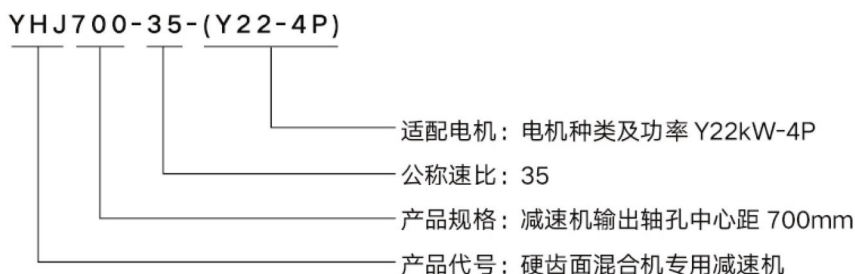 YHJ700-35-(Y22-4P)
适配电机：电机种类及功率 Y22kW-4P
公称速比：35
产品规格：减速机输出轴孔中心距 700mm
产品代号：硬齿面混合机专用减速机